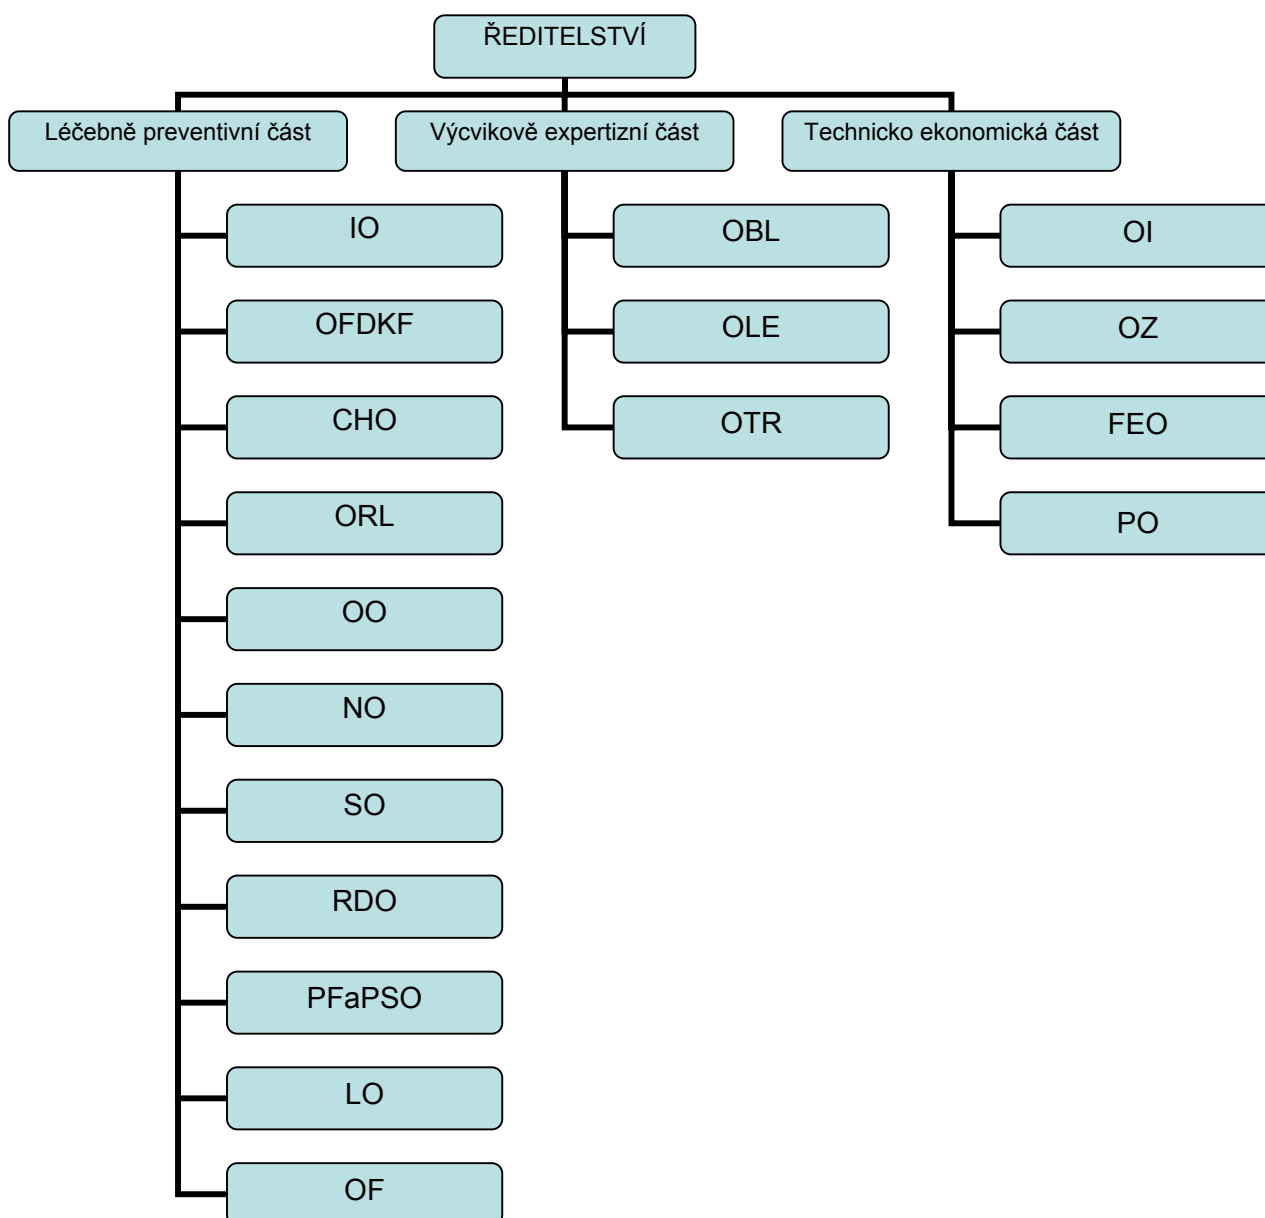 ŘEDITELSTVÍ
Léčebně preventivní část
Výcvikově expertizní část
Technicko ekonomická část
IO
OFDKF
CHO
ORL
OO
NO
SO
RDO
PFaPSO
LO
OF
OBL
OLE
OTR
OI
OZ
FEO
PO